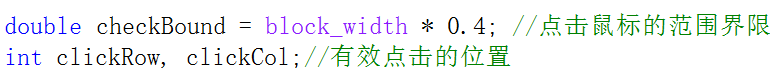 double checkBound = block_width * 0.4; //点击鼠标的范围界限
int clickRow, clickCol;//有效点击的位置